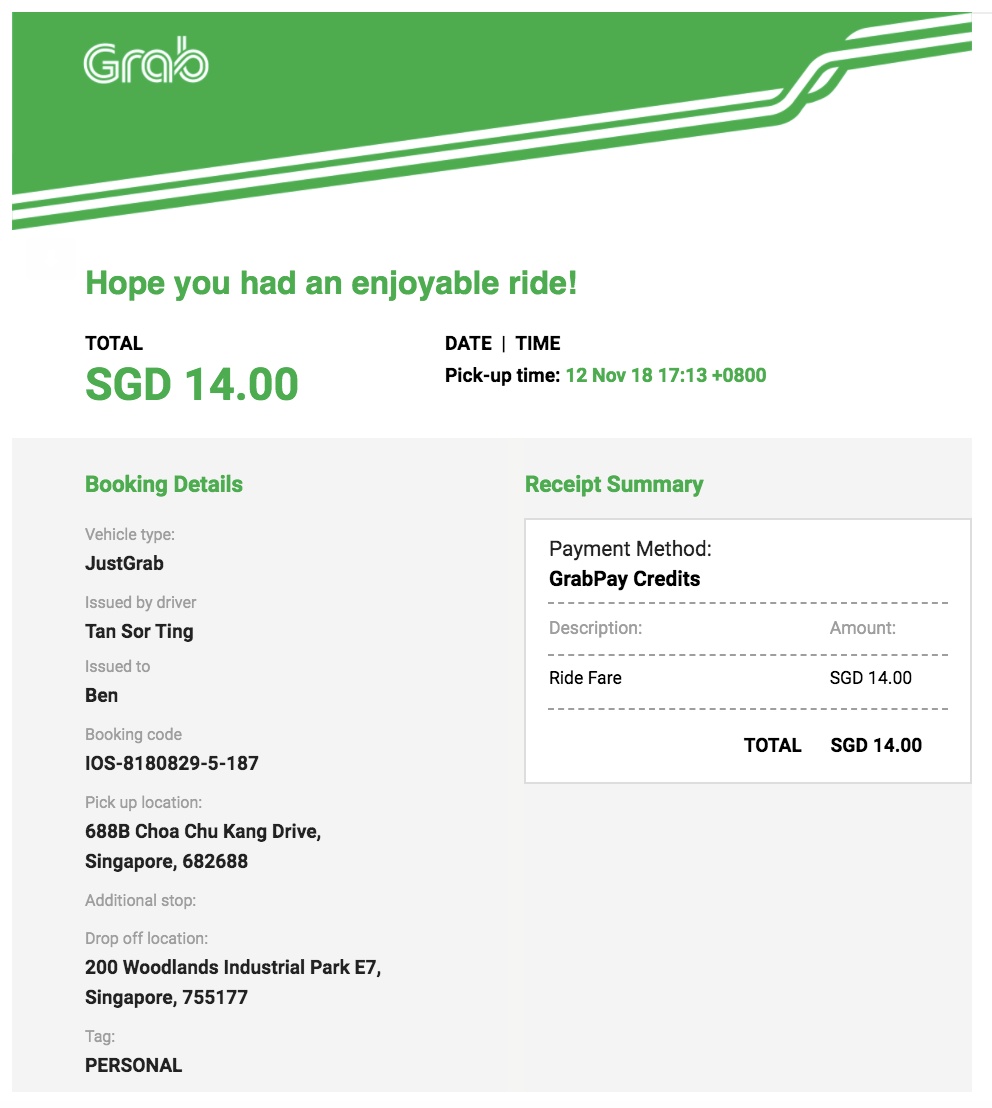 Grab
Hope you had an enjoyable ride!
TOTAL
SGD 14.00
DATE | TIME
Pick-up time: 12 Nov 18 17:13 +0800
Booking Details
Vehicle type:
JustGrab
Issued by driver
Tan Sor Ting
Issued to
Ben
Booking code
IOS-8180829-5-187
Pick up location:
688B Choa Chu Kang Drive,
Singapore, 682688
Additional stop:
Drop off location:
200 Woodlands Industrial Park E7,
Singapore, 755177
Tag:
PERSONAL
Receipt Summary
Payment Method:
GrabPay Credits
Description: Amount:
Ride Fare SGD 14.00
TOTAL SGD 14.00